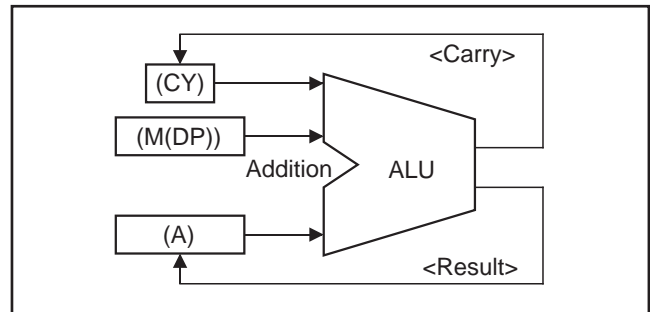 <Carry>
(CY)
(M(DP))
Addition
ALU
(A)
<Result>